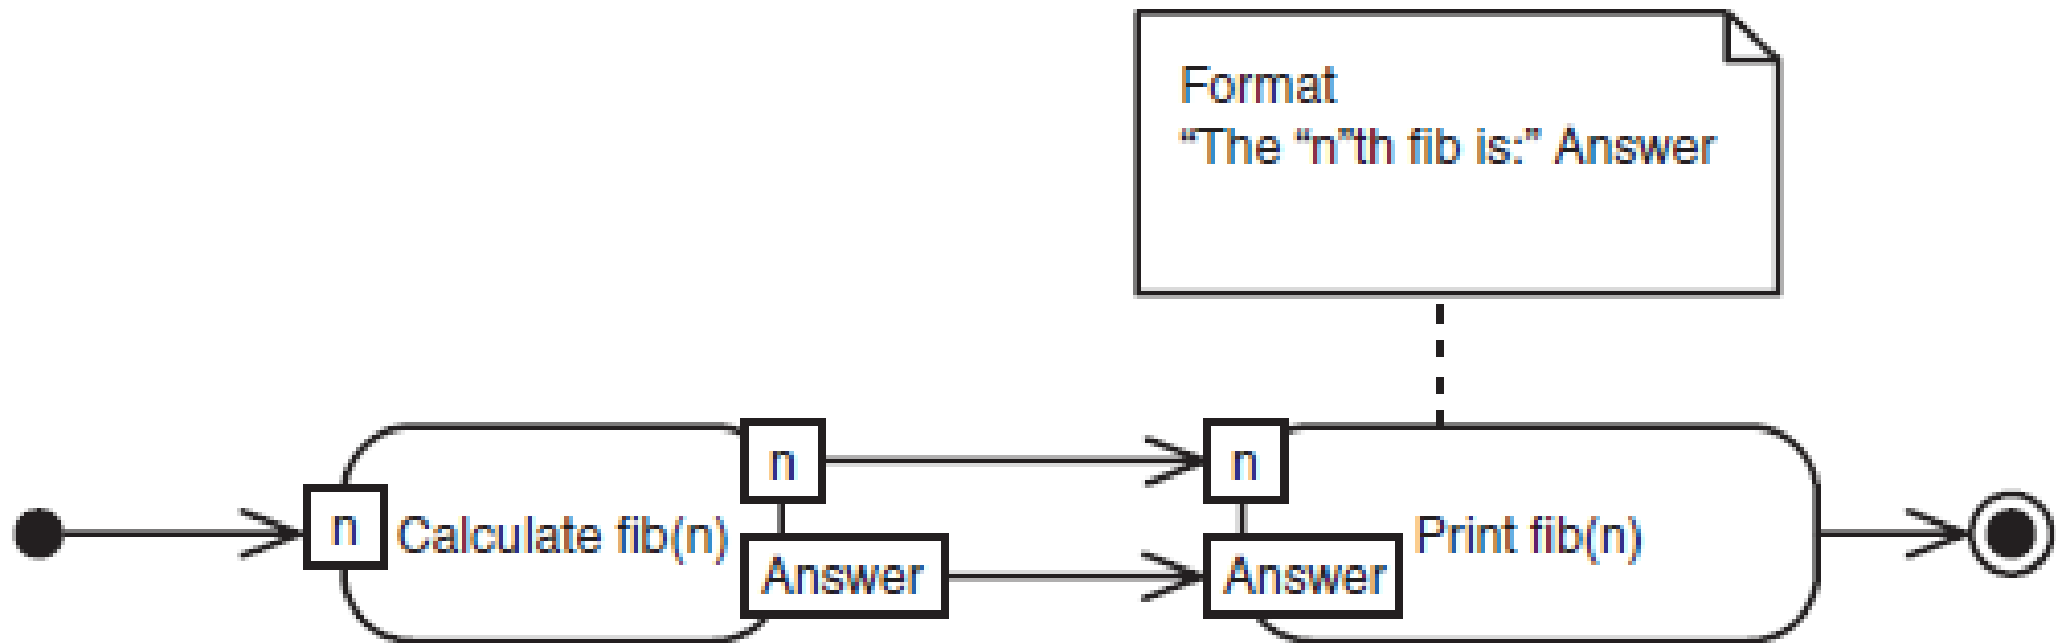 Format
“The “n”th fib is:” Answer
n
Calculate fib(n)
n
Answer
n
Answer
Print fib(n)